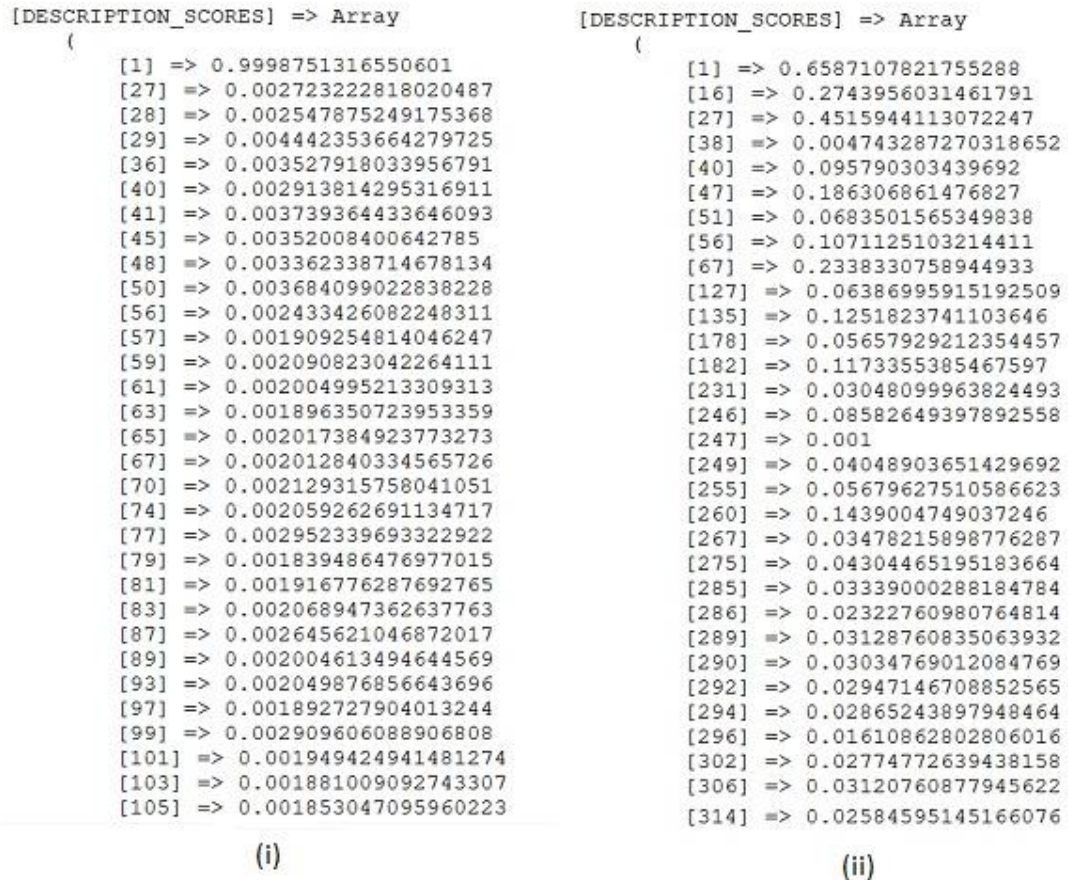 [DESCRIPTION_SCORES] => Array
(
[1] => 0.9998751316550601
[27] => 0.002723222818020487
[28] => 0.002547875249175368
[29] => 0.004442353664279725
[36] => 0.0035279180339567​91
[40] => 0.002913814295316911
[41] => 0.003739364433646093
[45] => 0.003520084006427​85
[48] => 0.003362338714678134
[50] => 0.003684099022838228
[56] => 0.002433426082248311
[57] => 0.001909254814046247
[59] => 0.0020908230422641​11
[61] => 0.002004995213309313
[63] => 0.001896350723953359
[65] => 0.002017384923773273
[67] => 0.002012840334565726
[70] => 0.002129315758041051
[74] => 0.002059262691134717
[77] => 0.002952339693322922
[79] => 0.001839486476977015
[81] => 0.001916776287692765
[83] => 0.002068947362637763
[87] => 0.002645621046872017
[89] => 0.002004613494644569
[93] => 0.002049876856643696
[97] => 0.001892727904013244
[99] => 0.002909606088906808
[101] => 0.001949424941481274
[103] => 0.001881009092743307
[105] => 0.001853047095960223
(i)
[DESCRIPTION_SCORES] => Array
(
[1] => 0.6587107821755288
[16] => 0.2743956031461791
[27] => 0.4515944113072247
[38] => 0.004743287270318652
[40] => 0.095790303439692
[47] => 0.186306861476827
[51] => 0.0683501565349838
[56] => 0.1071125103214411
[67] => 0.2338330758944933
[127] => 0.06386995915192509
[135] => 0.1251823741103646
[178] => 0.05657929212354457
[182] => 0.1173355385467597
[231] => 0.03048099963824493
[246] => 0.08582649397892558
[247] => 0.001
[249] => 0.04048903651429692
[255] => 0.05679627510586623
[260] => 0.1439004749037246
[267] => 0.03478215898776287
[275] => 0.04304465195183664
[285] => 0.03339000288184784
[286] => 0.02322760980764814
[289] => 0.03128760835063932
[290] => 0.03034769012084769
[292] => 0.02947146708852565
[294] => 0.02865243897948464
[296] => 0.01610862802806016
[302] => 0.02774772639438158
[306] => 0.03120760877945622
[314] => 0.02584595145166076
(ii)